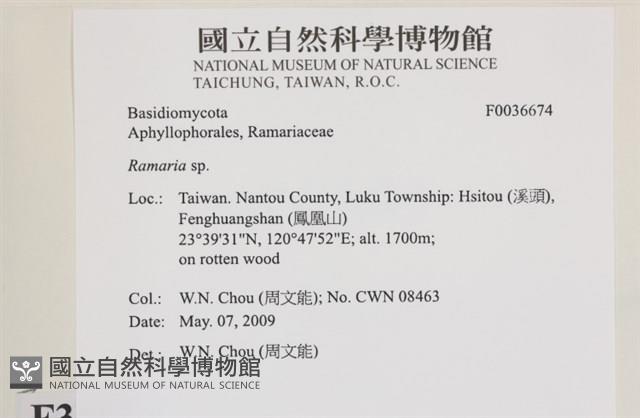 國立自然科學博物館
NATIONAL MUSEUM OF NATURAL SCIENCE
TAICHUNG, TAIWAN, R.O.C.
Basidiomycota F0036674
Aphyllophorales, Ramariaceae
Ramaria sp.
Loc.: Taiwan. Nantou County, Luku Township: Hsitou (溪頭),
Fenghuangshan (鳳凰山)
23°39'31"N, 120°47'52"E; alt. 1700m;
on rotten wood
Col.: W.N. Chou (周文能); No. CWN 08463
Date: May. 07, 2009
Det.: W.N. Chou (周文能)
國立自然科學博物館
NATIONAL MUSEUM OF NATURAL SCIENCE